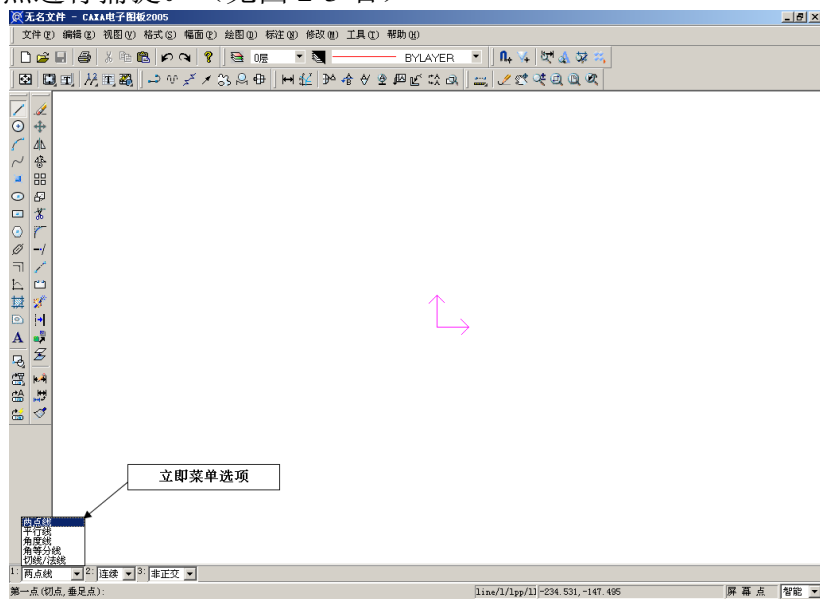 无名文件 - CAXA电子图板2005
文件(F) 编辑(E) 视图(V) 格式(S) 幅面(P) 绘图(D) 标注(N) 修改(M) 工具(T) 帮助(H)
0层 BYLAYER
立即菜单选项
两点线
平行线
角度线
角等分线
切线/法线
1: 两点线 2: 连续 3: 非正交
第一点(切点,垂足点): line/l/lpp/ll -234.531,-147.495 屏幕点 智能